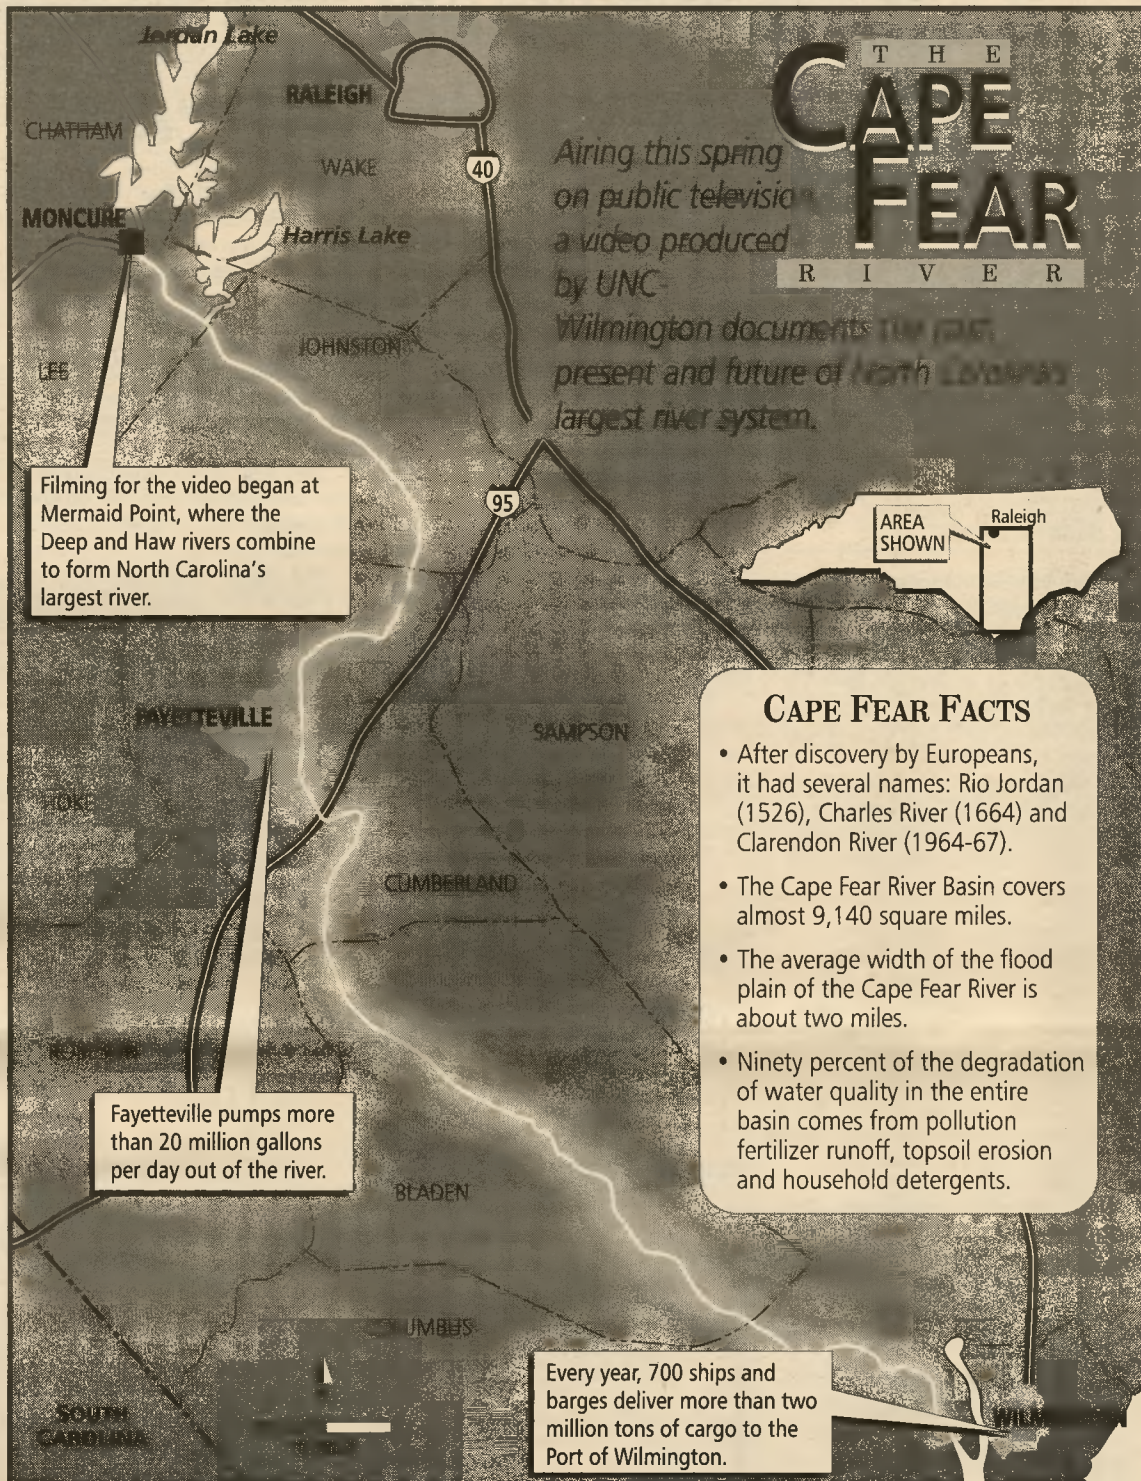 THE
CAPE
FEAR
RIVER
Airing this spring
on public television
a video produced
by UNC-
Wilmington documents the past,
present and future of North Carolina's
largest river system.
Jordan Lake
RALEIGH
CHATHAM
WAKE
40
MONCURE
Harris Lake
JOHNSTON
LEE
Filming for the video began at
Mermaid Point, where the
Deep and Haw rivers combine
to form North Carolina's
largest river.
95
AREA
SHOWN
Raleigh
FAYETTEVILLE
SAMPSON
HOKE
CUMBERLAND
CAPE FEAR FACTS
• After discovery by Europeans,
it had several names: Rio Jordan
(1526), Charles River (1664) and
Clarendon River (1964-67).
• The Cape Fear River Basin covers
almost 9,140 square miles.
• The average width of the flood
plain of the Cape Fear River is
about two miles.
• Ninety percent of the degradation
of water quality in the entire
basin comes from pollution
fertilizer runoff, topsoil erosion
and household detergents.
ROBESON
Fayetteville pumps more
than 20 million gallons
per day out of the river.
BLADEN
COLUMBUS
Every year, 700 ships and
barges deliver more than two
million tons of cargo to the
Port of Wilmington.
WILMINGTON
SOUTH
CAROLINA